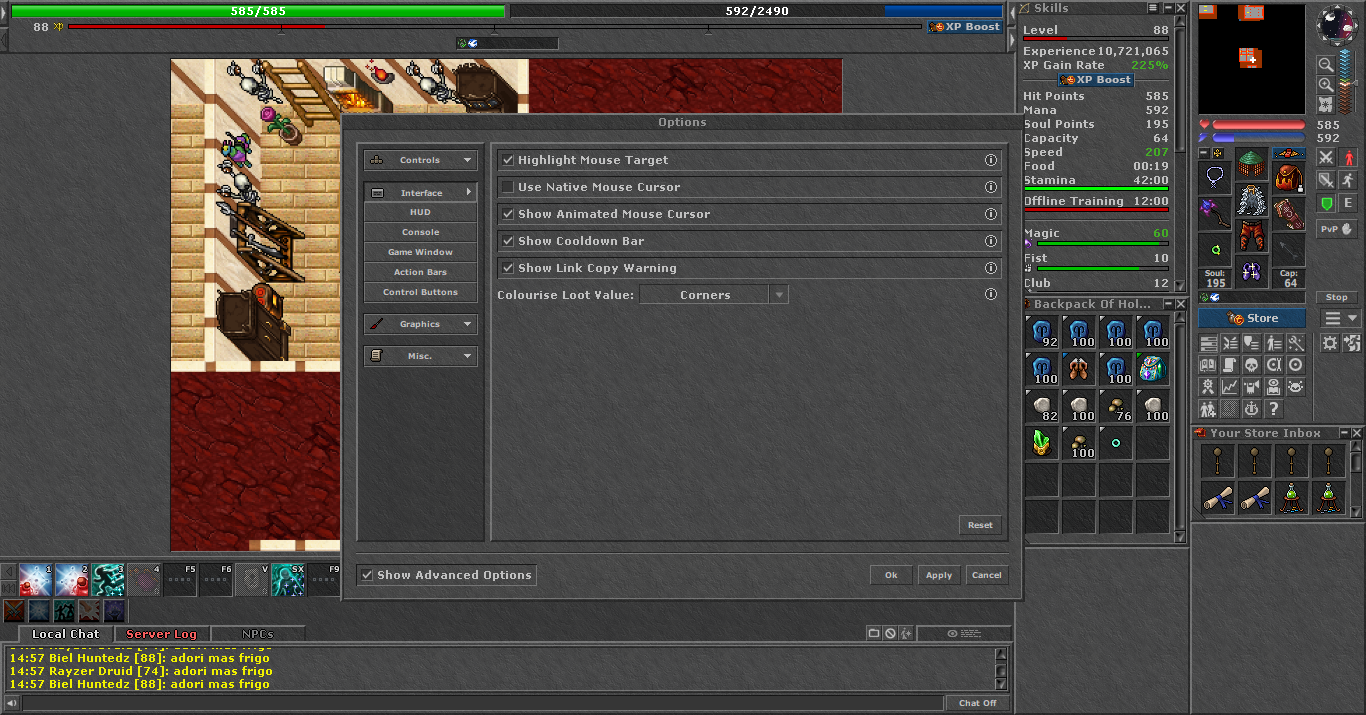 585/585
592/2490
88 XP
XP Boost
Options
Controls
Interface
HUD
Console
Game Window
Action Bars
Control Buttons
Graphics
Misc.
Highlight Mouse Target
Use Native Mouse Cursor
Show Animated Mouse Cursor
Show Cooldown Bar
Show Link Copy Warning
Colourise Loot Value: Corners
Reset
Show Advanced Options
Ok Apply Cancel
1 2 3 4 F5 F6 V SX F9
Local Chat Server Log NPCs
14:57 Biel Huntedz [88]: adori mas frigo
14:57 Rayzer Druid [74]: adori mas frigo
14:57 Biel Huntedz [88]: adori mas frigo
Chat Off
Skills
Level 88
Experience 10,721,065
XP Gain Rate 225%
XP Boost
Hit Points 585
Mana 592
Soul Points 195
Capacity 64
Speed 207
Food 00:19
Stamina 42:00
Offline Training 12:00
Magic 60
Fist 10
Club 12
Backpack Of Hol...
92 100 100 100
100 100
82 100 76 100
100
585
592
E
PvP
Soul: 195
Cap: 64
Stop
Store
?
Your Store Inbox